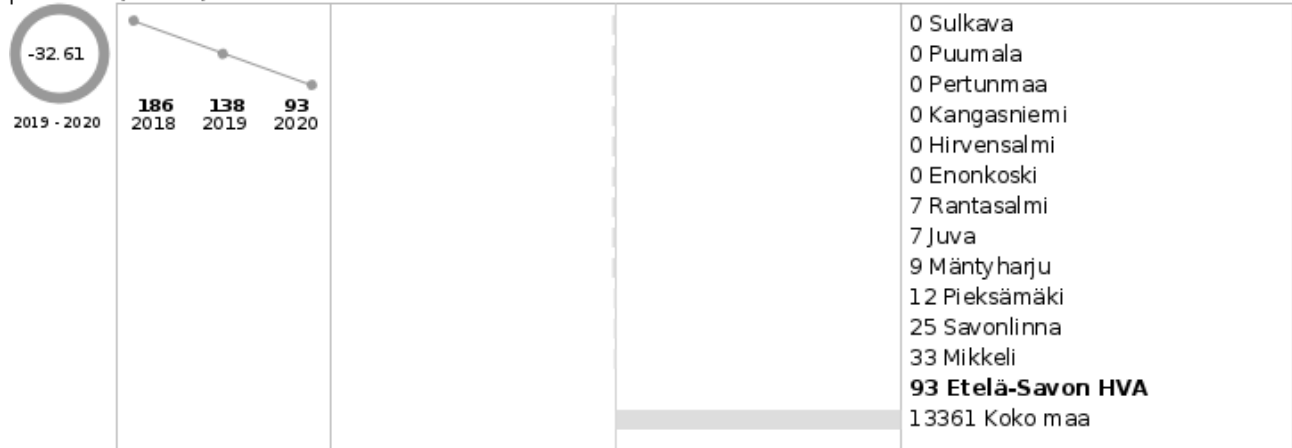 -32.61
2019 - 2020
186 138 93
2018 2019 2020
0 Sulkava
0 Puumala
0 Pertunmaa
0 Kangasniemi
0 Hirvensalmi
0 Enonkoski
7 Rantasalmi
7 Juva
9 Mäntyharju
12 Pieksämäki
25 Savonlinna
33 Mikkeli
93 Etelä-Savon HVA
13361 Koko maa